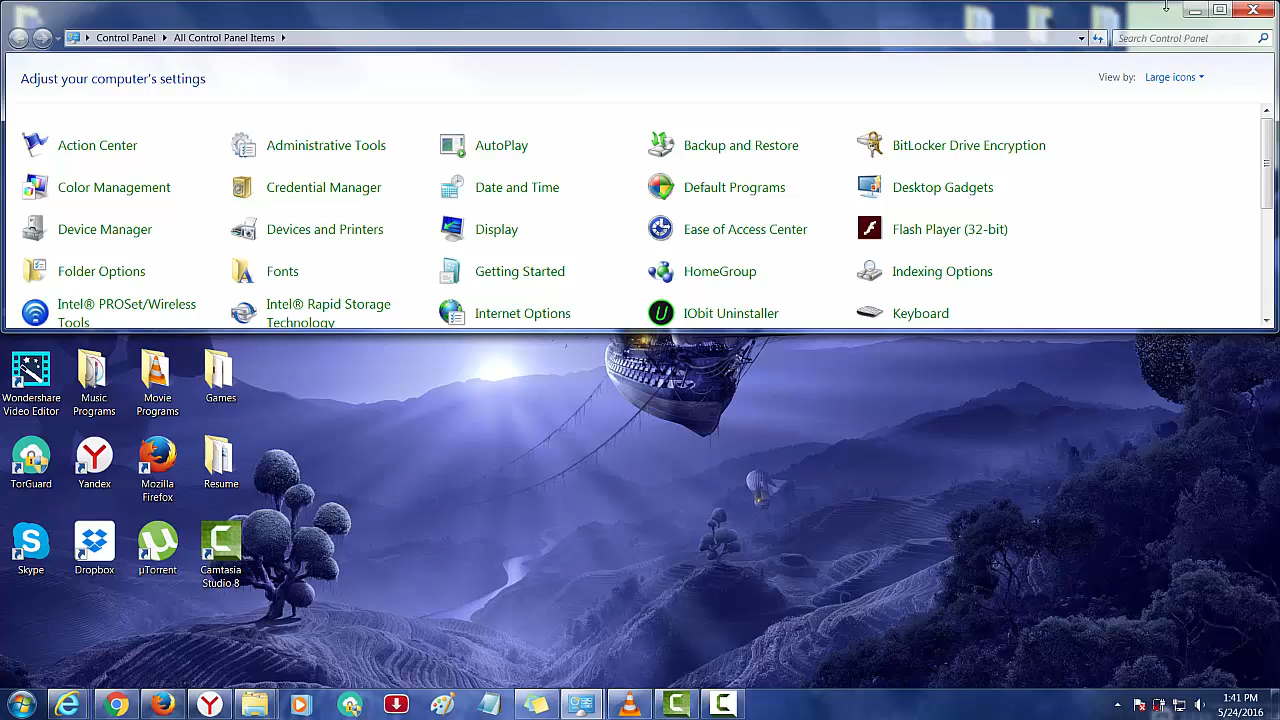 Control Panel
All Control Panel Items
Search Control Panel
Adjust your computer's settings
View by: Large icons
Action Center
Administrative Tools
AutoPlay
Backup and Restore
BitLocker Drive Encryption
Color Management
Credential Manager
Date and Time
Default Programs
Desktop Gadgets
Device Manager
Devices and Printers
Display
Ease of Access Center
Flash Player (32-bit)
Folder Options
Fonts
Getting Started
HomeGroup
Indexing Options
Intel® PROSet/Wireless
Tools
Intel® Rapid Storage
Technology
Internet Options
IObit Uninstaller
Keyboard
Wondershare
Video Editor
Music
Programs
Movie
Programs
Games
TorGuard
Yandex
Mozilla
Firefox
Resume
Skype
Dropbox
µTorrent
Camtasia
Studio 8
1:41 PM
5/24/2016